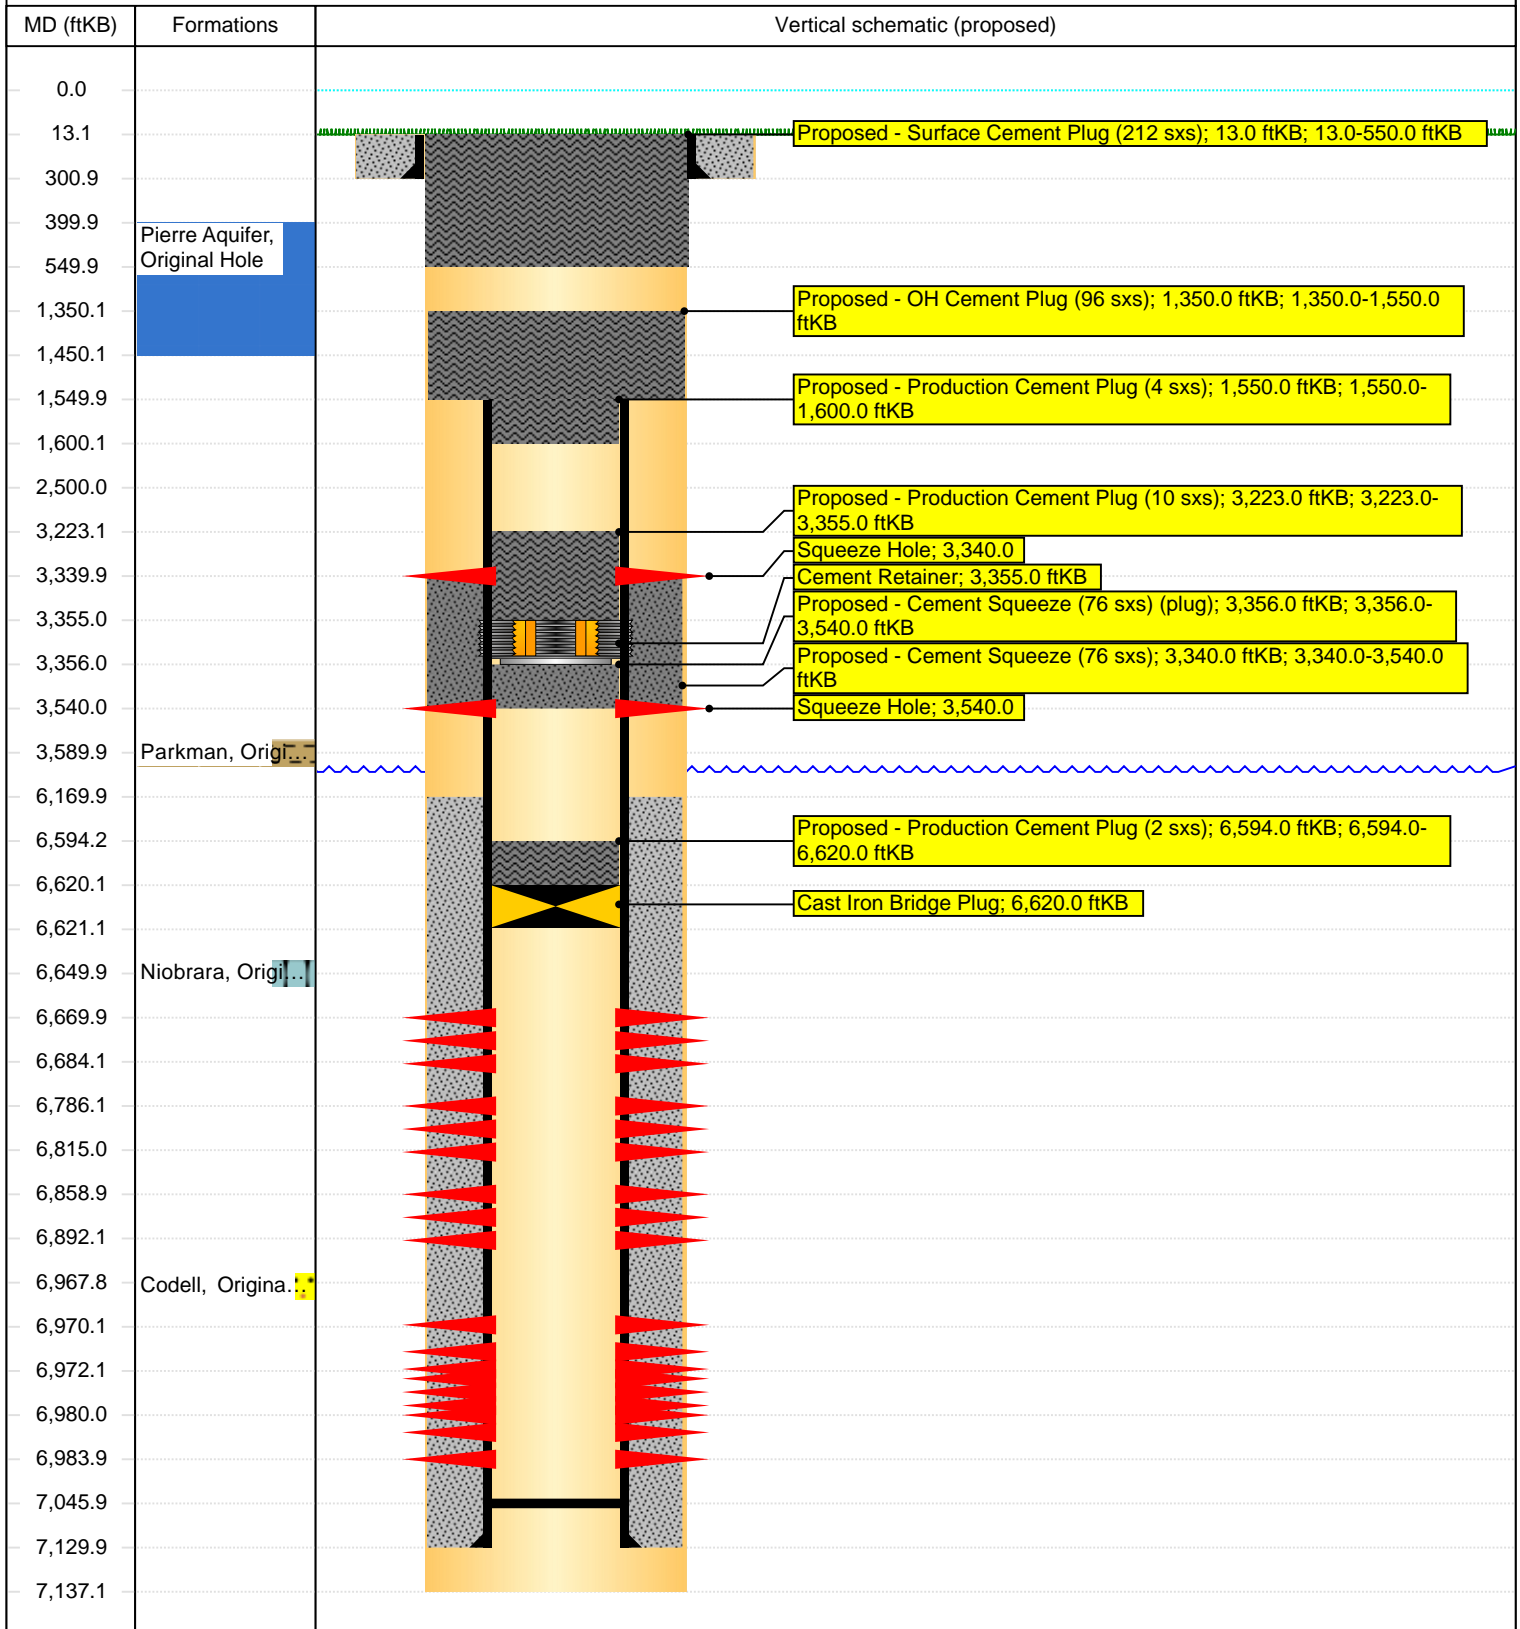 MD (ftKB)
Formations
Vertical schematic (proposed)
0.0
13.1
Proposed - Surface Cement Plug (212 sxs); 13.0 ftKB; 13.0-550.0 ftKB
300.9
399.9
Pierre Aquifer,
Original Hole
549.9
1,350.1
Proposed - OH Cement Plug (96 sxs); 1,350.0 ftKB; 1,350.0-1,550.0
ftKB
1,450.1
1,549.9
Proposed - Production Cement Plug (4 sxs); 1,550.0 ftKB; 1,550.0-
1,600.0 ftKB
1,600.1
2,500.0
3,223.1
Proposed - Production Cement Plug (10 sxs); 3,223.0 ftKB; 3,223.0-
3,355.0 ftKB
Squeeze Hole; 3,340.0
3,339.9
Cement Retainer; 3,355.0 ftKB
3,355.0
Proposed - Cement Squeeze (76 sxs) (plug); 3,356.0 ftKB; 3,356.0-
3,540.0 ftKB
3,356.0
Proposed - Cement Squeeze (76 sxs); 3,340.0 ftKB; 3,340.0-3,540.0
ftKB
3,540.0
Squeeze Hole; 3,540.0
3,589.9
Parkman, Origi...
6,169.9
6,594.2
Proposed - Production Cement Plug (2 sxs); 6,594.0 ftKB; 6,594.0-
6,620.0 ftKB
6,620.1
Cast Iron Bridge Plug; 6,620.0 ftKB
6,621.1
6,649.9
Niobrara, Origi...
6,669.9
6,684.1
6,786.1
6,815.0
6,858.9
6,892.1
6,967.8
Codell, Origina...
6,970.1
6,972.1
6,980.0
6,983.9
7,045.9
7,129.9
7,137.1